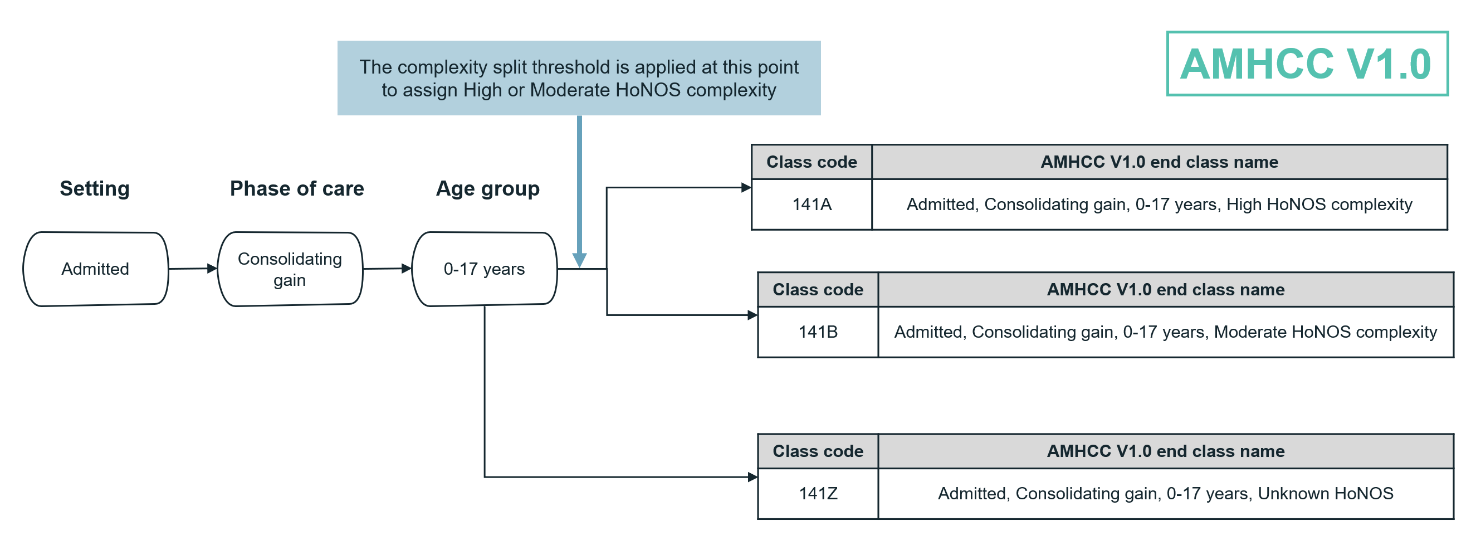 The complexity split threshold is applied at this point
to assign High or Moderate HoNOS complexity
AMHCC V1.0
Setting
Phase of care
Age group
Admitted
Consolidating
gain
0-17 years
Class code
AMHCC V1.0 end class name
141A
Admitted, Consolidating gain, 0-17 years, High HoNOS complexity
Class code
AMHCC V1.0 end class name
141B
Admitted, Consolidating gain, 0-17 years, Moderate HoNOS complexity
Class code
AMHCC V1.0 end class name
141Z
Admitted, Consolidating gain, 0-17 years, Unknown HoNOS